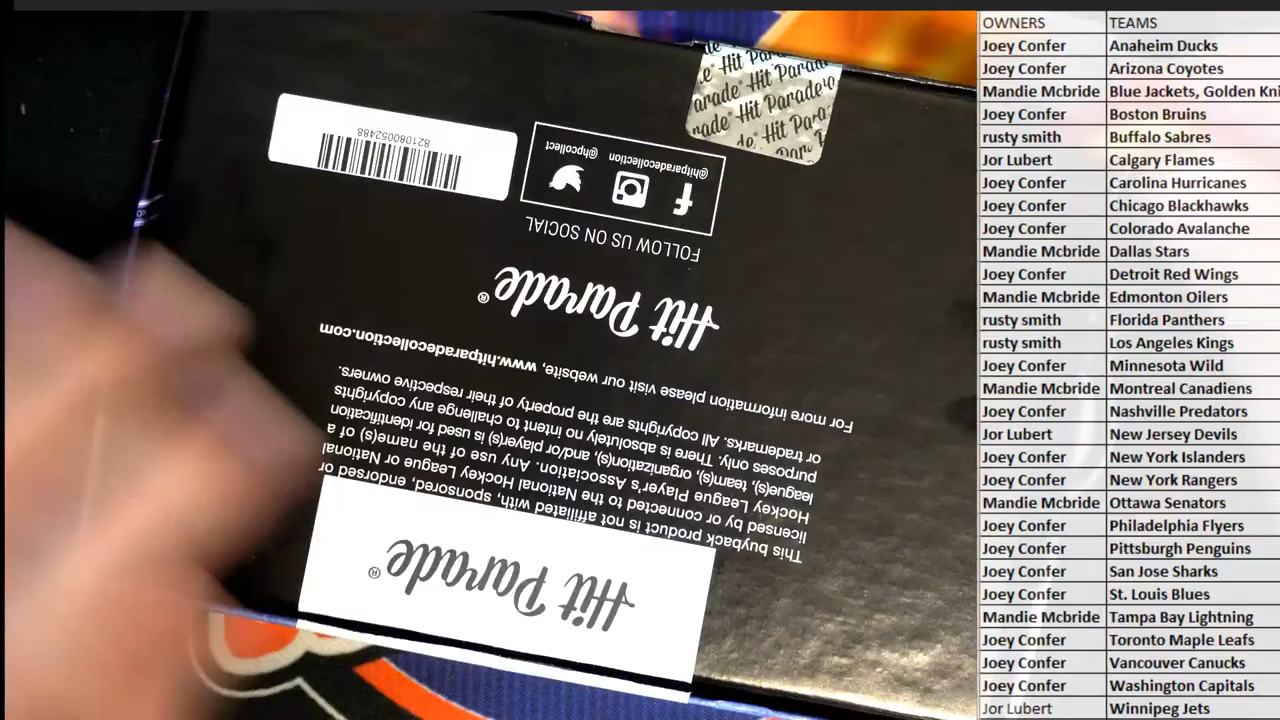 OWNERS TEAMS
Joey Confer Anaheim Ducks
Joey Confer Arizona Coyotes
Mandie Mcbride Blue Jackets, Golden Kni
Joey Confer Boston Bruins
rusty smith Buffalo Sabres
Jor Lubert Calgary Flames
Joey Confer Carolina Hurricanes
Joey Confer Chicago Blackhawks
Joey Confer Colorado Avalanche
Mandie Mcbride Dallas Stars
Joey Confer Detroit Red Wings
Mandie Mcbride Edmonton Oilers
rusty smith Florida Panthers
rusty smith Los Angeles Kings
Joey Confer Minnesota Wild
Mandie Mcbride Montreal Canadiens
Joey Confer Nashville Predators
Jor Lubert New Jersey Devils
Joey Confer New York Islanders
Joey Confer New York Rangers
Mandie Mcbride Ottawa Senators
Joey Confer Philadelphia Flyers
Joey Confer Pittsburgh Penguins
Joey Confer San Jose Sharks
Joey Confer St. Louis Blues
Mandie Mcbride Tampa Bay Lightning
Joey Confer Toronto Maple Leafs
Joey Confer Vancouver Canucks
Joey Confer Washington Capitals
Jor Lubert Winnipeg Jets
Hit Parade®
This buyback product is not affiliated with, sponsored, endorsed or
licensed by or connected to the National Hockey League or National
Hockey League Player's Association. Any use of the name(s) of a
league(s), team(s), organization(s), and/or player(s) is used for identification
purposes only. There is absolutely no intent to challenge any copyrights
or trademarks. All copyrights are the property of their respective owners.
For more information please visit our website, www.hitparadecollection.com
Hit Parade®
FOLLOW US ON SOCIAL
@hitparadecollection @hpcollect
821080052488
Hit Parade